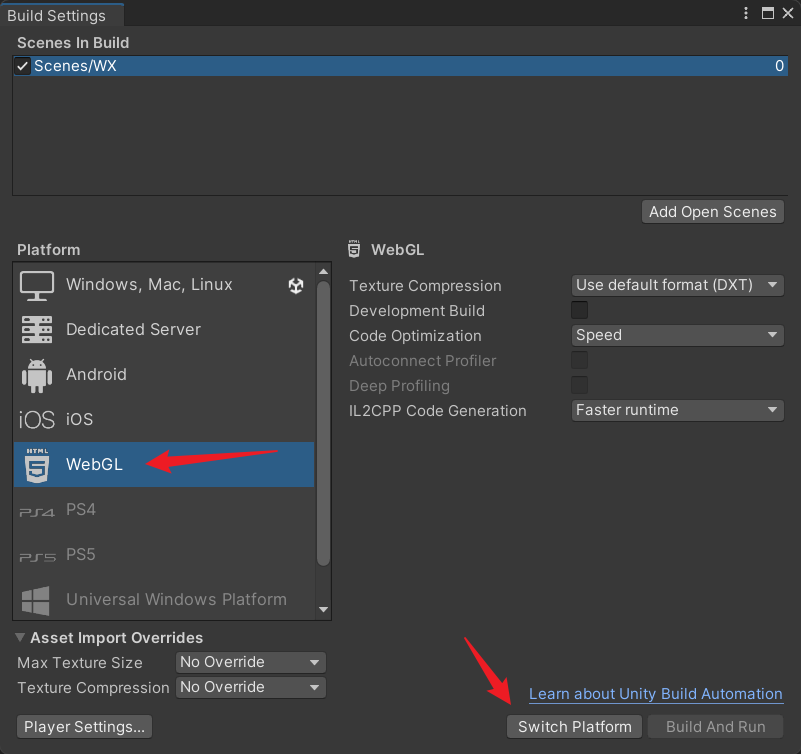 Build Settings
Scenes In Build
Scenes/WX 0
Add Open Scenes
Platform
Windows, Mac, Linux
Dedicated Server
Android
iOS iOS
HTML 5 WebGL
PS4 PS4
PS5 PS5
Universal Windows Platform
HTML 5 WebGL
Texture Compression Use default format (DXT)
Development Build
Code Optimization Speed
Autoconnect Profiler
Deep Profiling
IL2CPP Code Generation Faster runtime
Asset Import Overrides
Max Texture Size No Override
Texture Compression No Override
Learn about Unity Build Automation
Player Settings... Switch Platform Build And Run